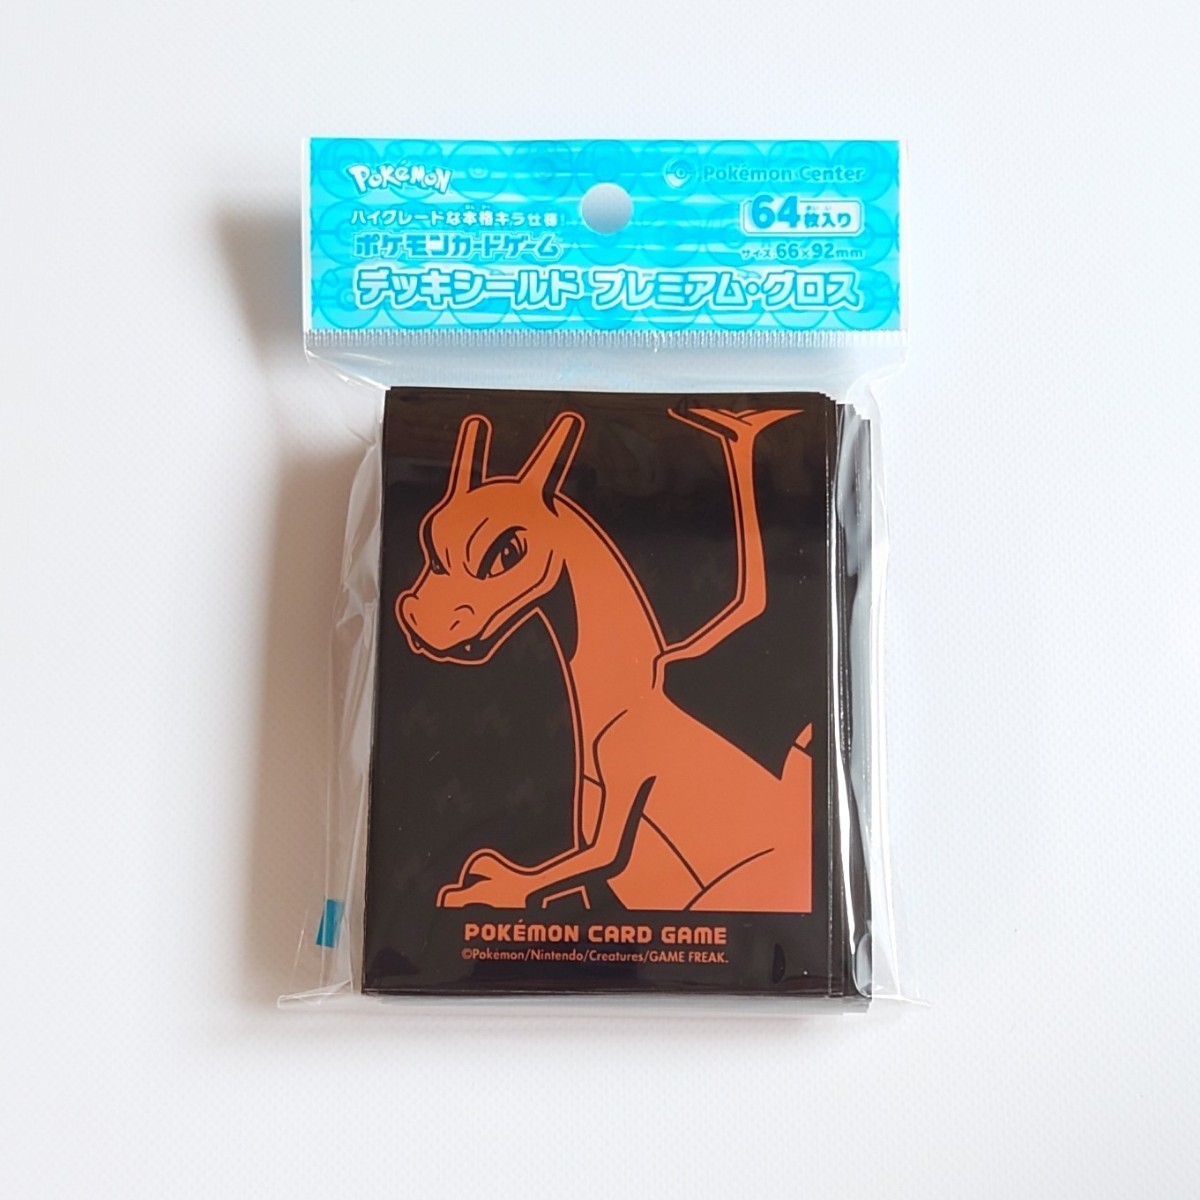 Pokémon
Pokémon Center
ハイグレードな本格キラ仕様!
64枚入り
ポケモンカードゲーム
サイズ 66×92mm
デッキシールド プレミアム・グロス
POKÉMON CARD GAME
©Pokémon/Nintendo/Creatures/GAME FREAK.